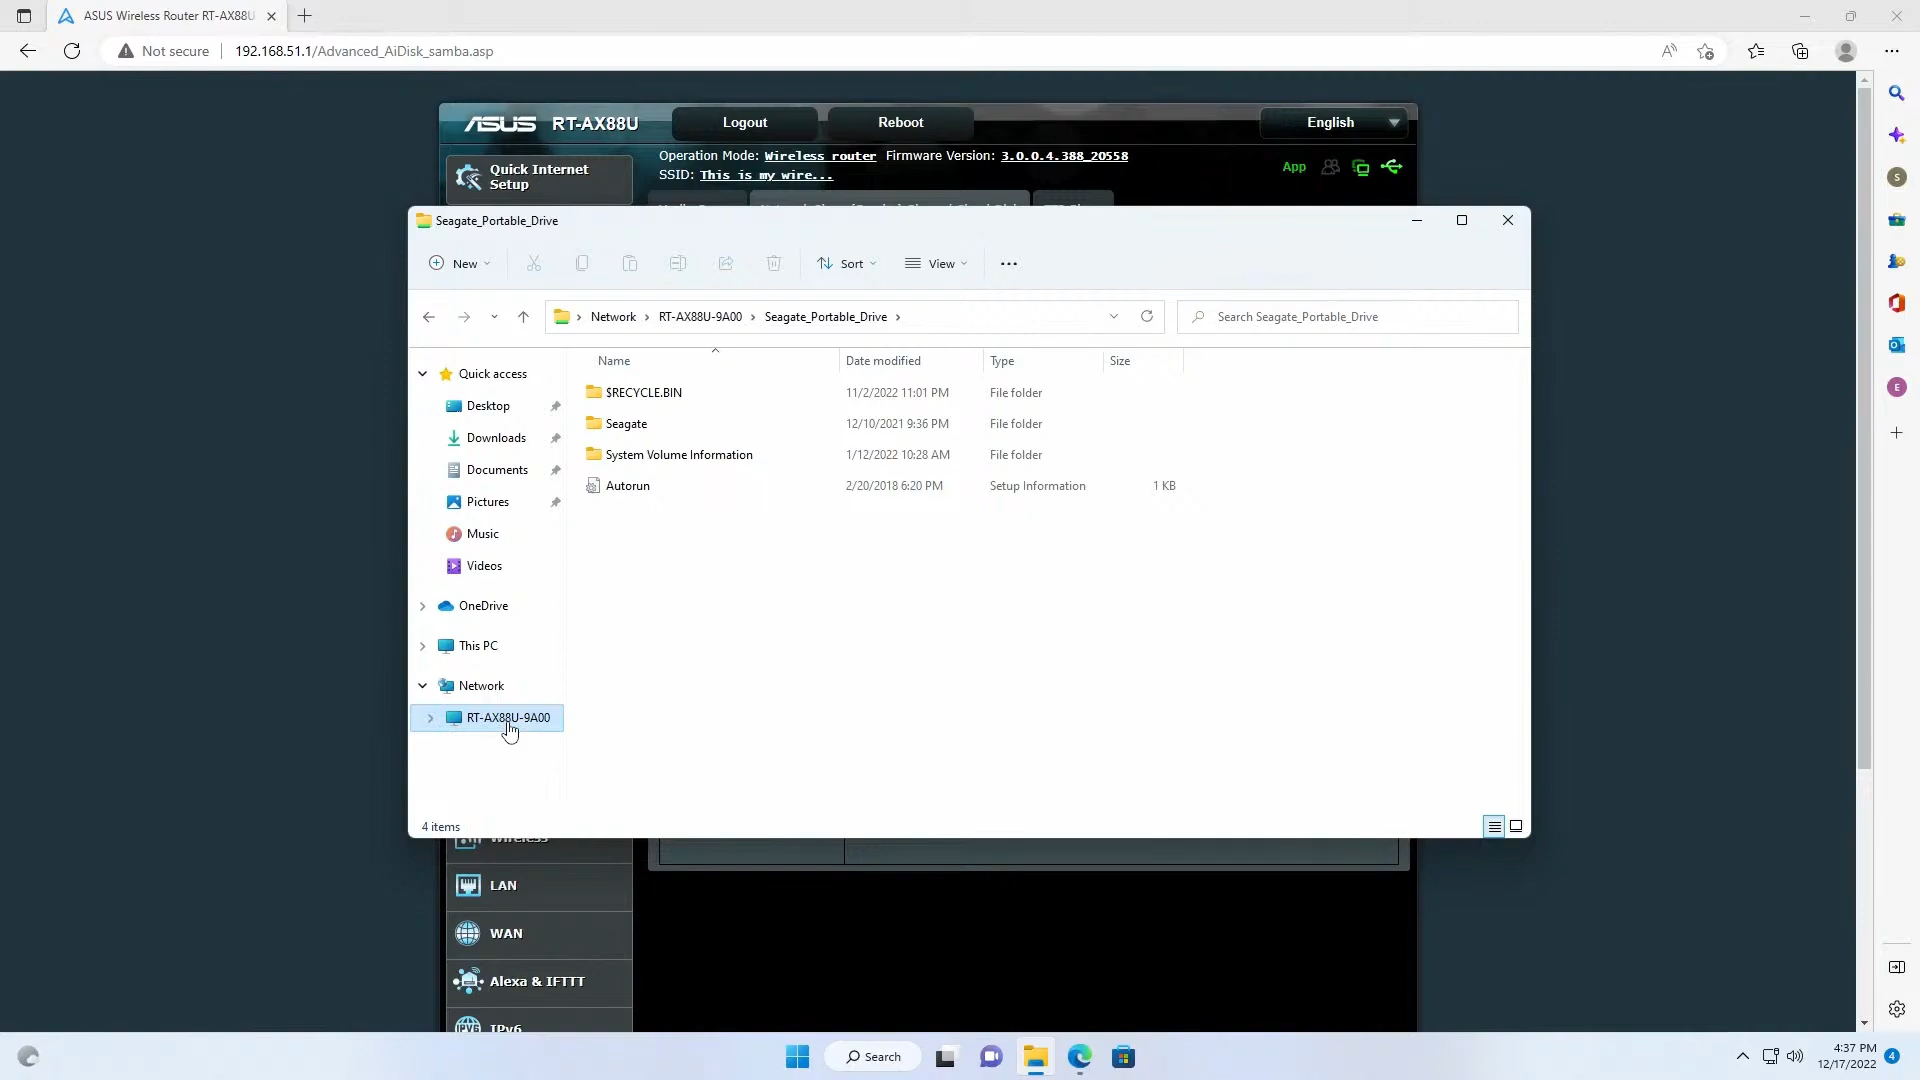 ASUS Wireless Router RT-AX88U
Not secure
192.168.51.1/Advanced_AiDisk_samba.asp
ASUS RT-AX88U
Logout
Reboot
English
Operation Mode: Wireless router Firmware Version: 3.0.0.4.388_20558
SSID: This is my wire...
App
Quick Internet
Setup
Seagate_Portable_Drive
New
Sort
View
Network
RT-AX88U-9A00
Seagate_Portable_Drive
Search Seagate_Portable_Drive
Name Date modified Type Size
$RECYCLE.BIN 11/2/2022 11:01 PM File folder
Seagate 12/10/2021 9:36 PM File folder
System Volume Information 1/12/2022 10:28 AM File folder
Autorun 2/20/2018 6:20 PM Setup Information 1 KB
Quick access
Desktop
Downloads
Documents
Pictures
Music
Videos
OneDrive
This PC
Network
RT-AX88U-9A00
4 items
Wireless
LAN
WAN
Alexa & IFTTT
IPv6
S
E
Search
4:37 PM
12/17/2022
4